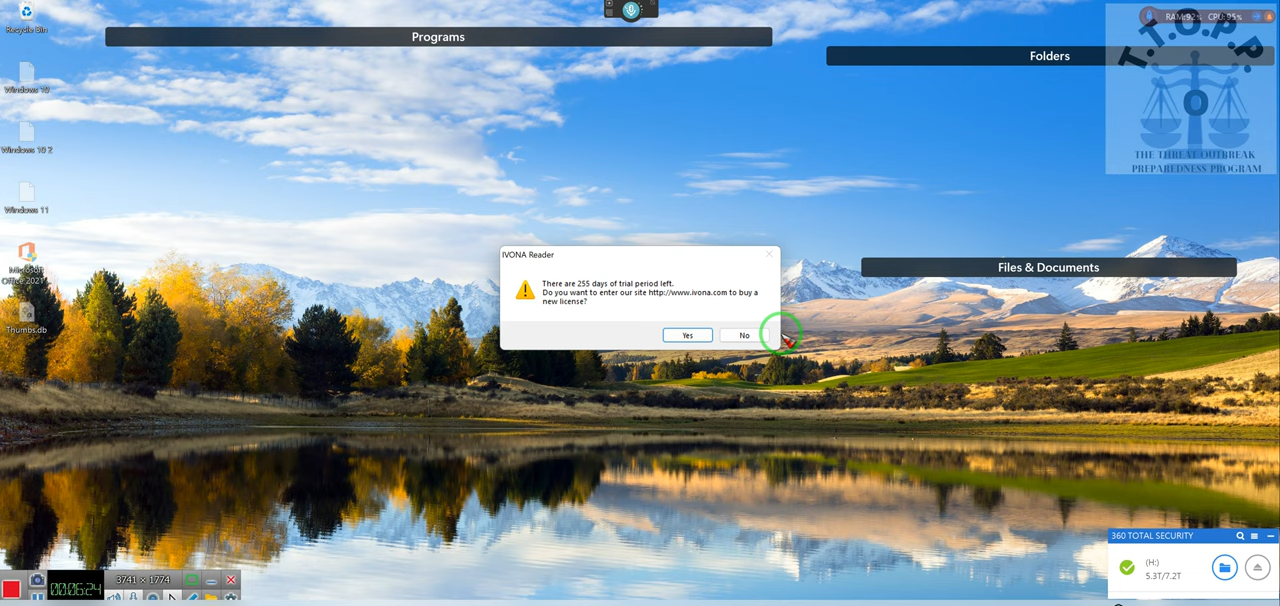 Recycle Bin
Programs
RAM:92% CPU:95%
Folders
T.T.O.P.P.
THE THREAT OUTBREAK
PREPAREDNESS PROGRAM
Windows 10
Windows 10 2
Windows 11
Microsoft
Office 2021
Thumbs.db
Files & Documents
IVONA Reader
There are 255 days of trial period left.
Do you want to enter our site http://www.ivona.com to buy a
new license?
Yes
No
360 TOTAL SECURITY
(H:)
5.3T/7.2T
3741 × 1774
00:06:24